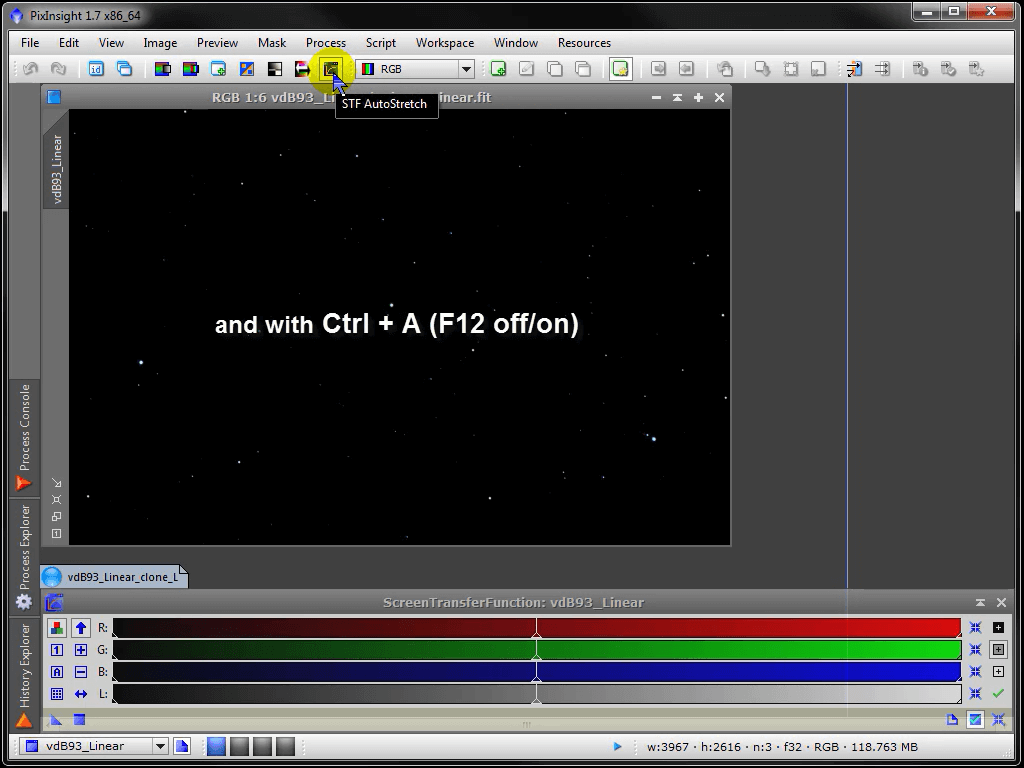 PixInsight 1.7 x86_64
File Edit View Image Preview Mask Process Script Workspace Window Resources
id RGB
RGB 1:6 vdB93_Li inear.fit
STF AutoStretch
vdB93_Linear
and with Ctrl + A (F12 off/on)
Process Console
Process Explorer
History Explorer
vdB93_Linear_clone_L
ScreenTransferFunction: vdB93_Linear
R:
1 G:
A B:
L:
vdB93_Linear
w:3967 · h:2616 · n:3 · f32 · RGB · 118.763 MB